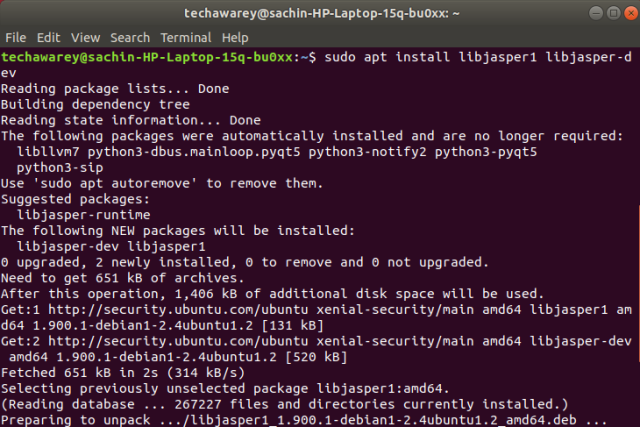 techawarey@sachin-HP-Laptop-15q-bu0xx: ~
File Edit View Search Terminal Help
techawarey@sachin-HP-Laptop-15q-bu0xx:~$ sudo apt install libjasper1 libjasper-d
ev
Reading package lists... Done
Building dependency tree
Reading state information... Done
The following packages were automatically installed and are no longer required:
  libllvm7 python3-dbus.mainloop.pyqt5 python3-notify2 python3-pyqt5
  python3-sip
Use 'sudo apt autoremove' to remove them.
Suggested packages:
  libjasper-runtime
The following NEW packages will be installed:
  libjasper-dev libjasper1
0 upgraded, 2 newly installed, 0 to remove and 0 not upgraded.
Need to get 651 kB of archives.
After this operation, 1,406 kB of additional disk space will be used.
Get:1 http://security.ubuntu.com/ubuntu xenial-security/main amd64 libjasper1 am
d64 1.900.1-debian1-2.4ubuntu1.2 [131 kB]
Get:2 http://security.ubuntu.com/ubuntu xenial-security/main amd64 libjasper-dev
 amd64 1.900.1-debian1-2.4ubuntu1.2 [520 kB]
Fetched 651 kB in 2s (314 kB/s)
Selecting previously unselected package libjasper1:amd64.
(Reading database ... 267227 files and directories currently installed.)
Preparing to unpack .../libjasper1_1.900.1-debian1-2.4ubuntu1.2_amd64.deb ...